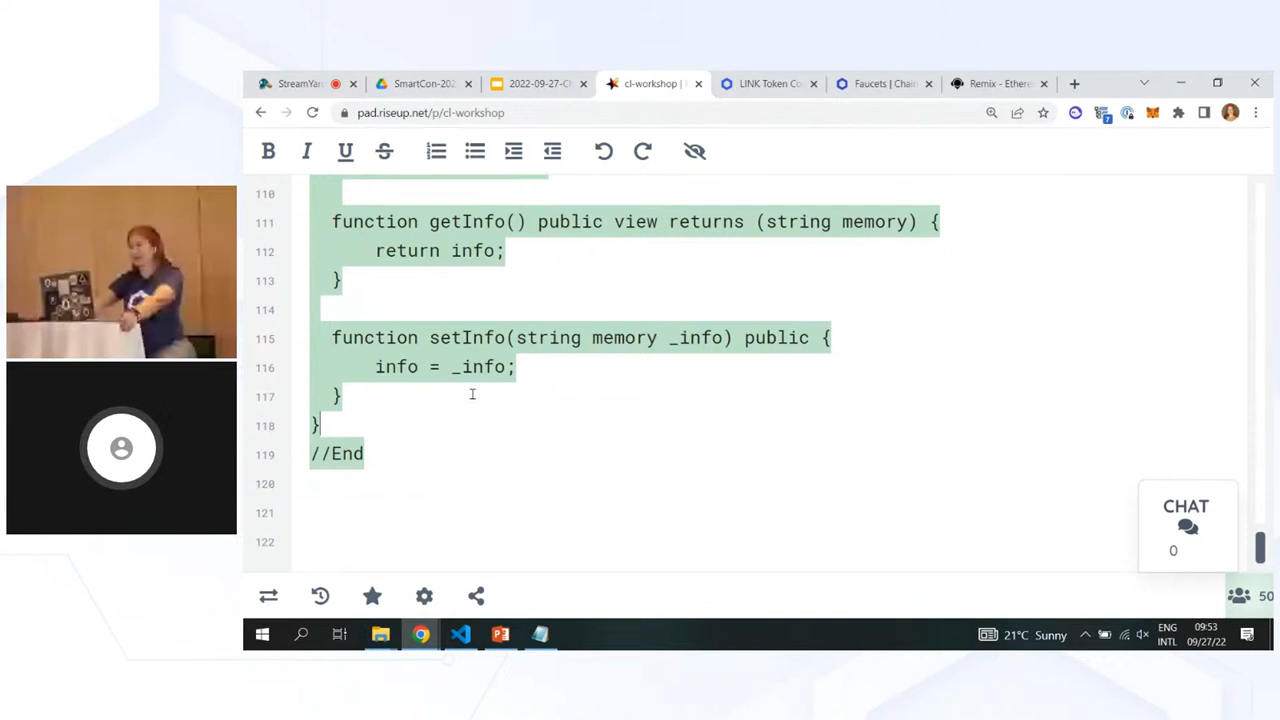 StreamYar
SmartCon-202
2022-09-27-Ch
cl-workshop |
LINK Token Co
Faucets | Chain
Remix - Ethere
pad.riseup.net/p/cl-workshop
7
B I U S
110
111 function getInfo() public view returns (string memory) {
112 return info;
113 }
114
115 function setInfo(string memory _info) public {
116 info = _info;
117 }
118 }
119 //End
120
121
122
CHAT
0
50
21°C Sunny
ENG
INTL
09:53
09/27/22